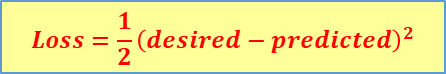 Loss = 1/2 (desired − predicted)²